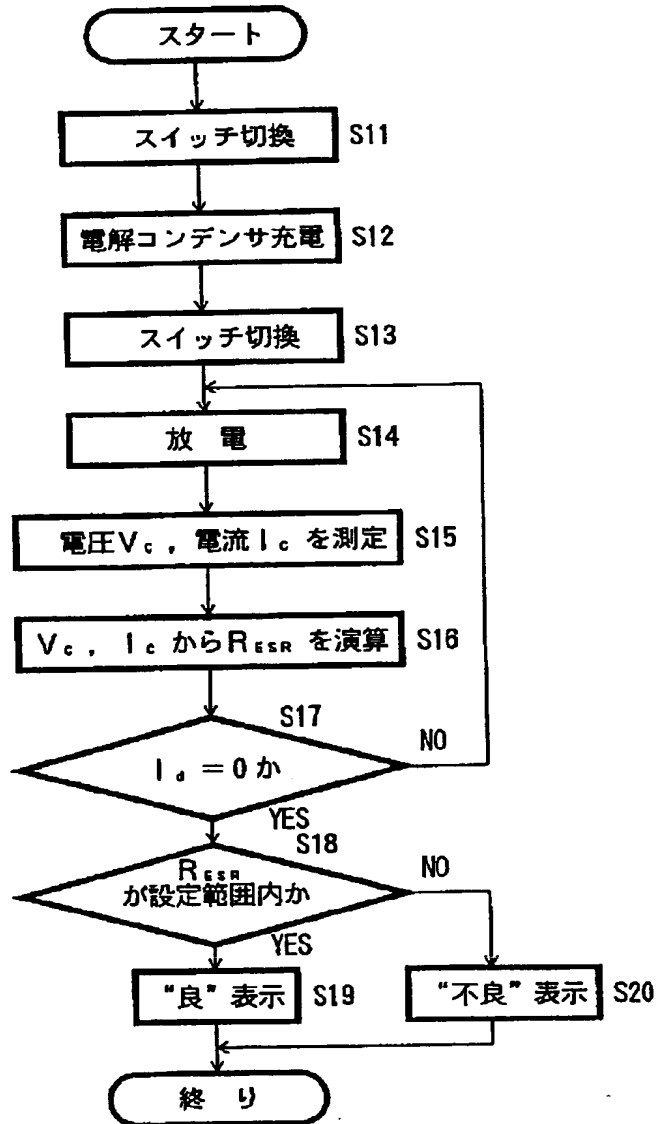 スタート
スイッチ切換 S11
電解コンデンサ充電 S12
スイッチ切換 S13
放 電 S14
電圧Vc，電流Ic を測定 S15
Vc，Ic からRESR を演算 S16
S17
Id ＝0か
NO
YES
S18
RESR
が設定範囲内か
NO
YES
“良” 表示 S19
“不良” 表示 S20
終 り